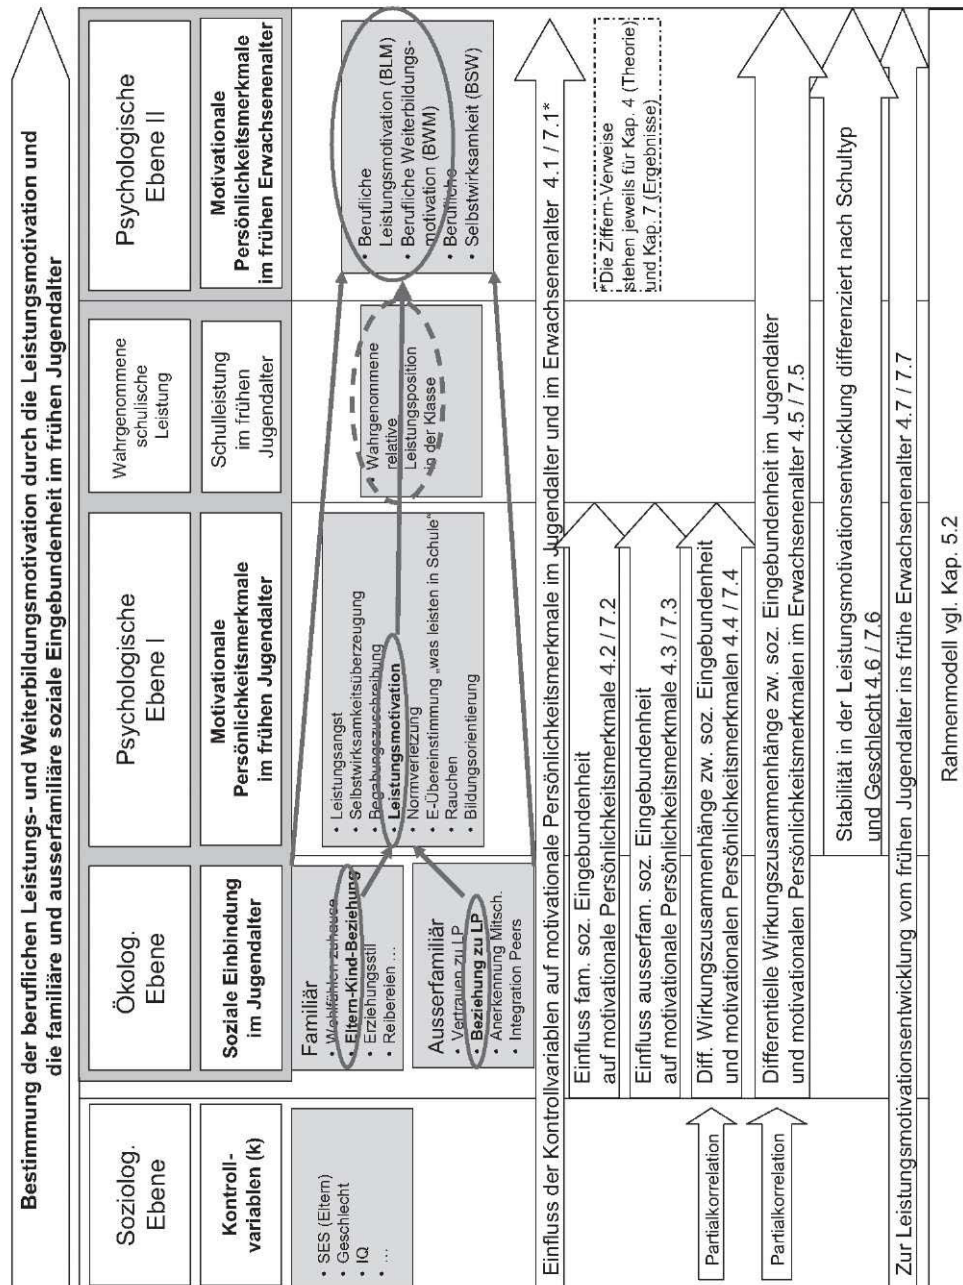 Bestimmung der beruflichen Leistungs- und Weiterbildungsmotivation durch die Leistungsmotivation und
die familiäre und ausserfamiliäre soziale Eingebundenheit im frühen Jugendalter
Soziolog.
Ebene
Kontroll-
variablen (k)
• SES (Eltern)
• Geschlecht
• IQ
• …
Ökolog.
Ebene
Soziale Einbindung
im Jugendalter
Familiär
• Wohlfühlen zuhause
• Eltern-Kind-Beziehung
• Erziehungsstil
• Reibereien …
Ausserfamiliär
• Vertrauen zu LP
• Beziehung zu LP
• Anerkennung Mitsch.
• Integration Peers
Psychologische
Ebene I
Motivationale
Persönlichkeitsmerkmale
im frühen Jugendalter
• Leistungsangst
• Selbstwirksamkeitsüberzeugung
• Begabungszuschreibung
• Leistungsmotivation
• Normverletzung
• E-Übereinstimmung „was leisten in Schule“
• Rauchen
• Bildungsorientierung
Wahrgenommene
schulische
Leistung
Schulleistung
im frühen
Jugendalter
• Wahrgenommene
relative
Leistungsposition
in der Klasse
Psychologische
Ebene II
Motivationale
Persönlichkeitsmerkmale
im frühen Erwachsenenalter
• Berufliche
Leistungsmotivation (BLM)
• Berufliche Weiterbildungs-
motivation (BWM)
• Berufliche
Selbstwirksamkeit (BSW)
Einfluss der Kontrollvariablen auf motivationale Persönlichkeitsmerkmale im Jugendalter und im Erwachsenenalter 4.1 / 7.1*
Einfluss fam. soz. Eingebundenheit
auf motivationale Persönlichkeitsmerkmale 4.2 / 7.2
*Die Ziffern-Verweise
stehen jeweils für Kap. 4 (Theorie)
und Kap. 7 (Ergebnisse)
Einfluss ausserfam. soz. Eingebundenheit
auf motivationale Persönlichkeitsmerkmale 4.3 / 7.3
Partialkorrelation
Diff. Wirkungszusammenhänge zw. soz. Eingebundenheit
und motivationalen Persönlichkeitsmerkmalen 4.4 / 7.4
Partialkorrelation
Differentielle Wirkungszusammenhänge zw. soz. Eingebundenheit im Jugendalter
und motivationalen Persönlichkeitsmerkmalen im Erwachsenenalter 4.5 / 7.5
Stabilität in der Leistungsmotivationsentwicklung differenziert nach Schultyp
und Geschlecht 4.6 / 7.6
Zur Leistungsmotivationsentwicklung vom frühen Jugendalter ins frühe Erwachsenenalter 4.7 / 7.7
Rahmenmodell vgl. Kap. 5.2